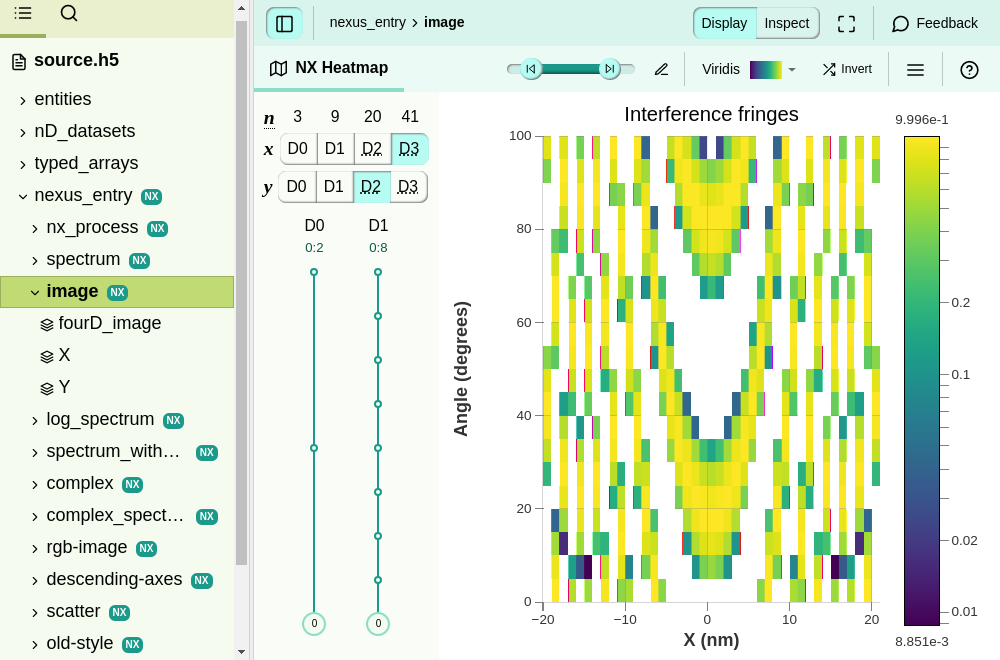 source.h5
entities
nD_datasets
typed_arrays
nexus_entry NX
nx_process NX
spectrum NX
image NX
fourD_image
X
Y
log_spectrum NX
spectrum_with… NX
complex NX
complex_spect… NX
rgb-image NX
descending-axes NX
scatter NX
old-style NX
nexus_entry › image
Display Inspect
Feedback
NX Heatmap
Viridis
Invert
n 3 9 20 41
x D0 D1 D2 D3
y D0 D1 D2 D3
D0 D1
0:2 0:8
0 0
Interference fringes
Angle (degrees)
100
80
60
40
20
0
−20 −10 0 10 20
X (nm)
9.996e-1
0.2
0.1
0.02
0.01
8.851e-3